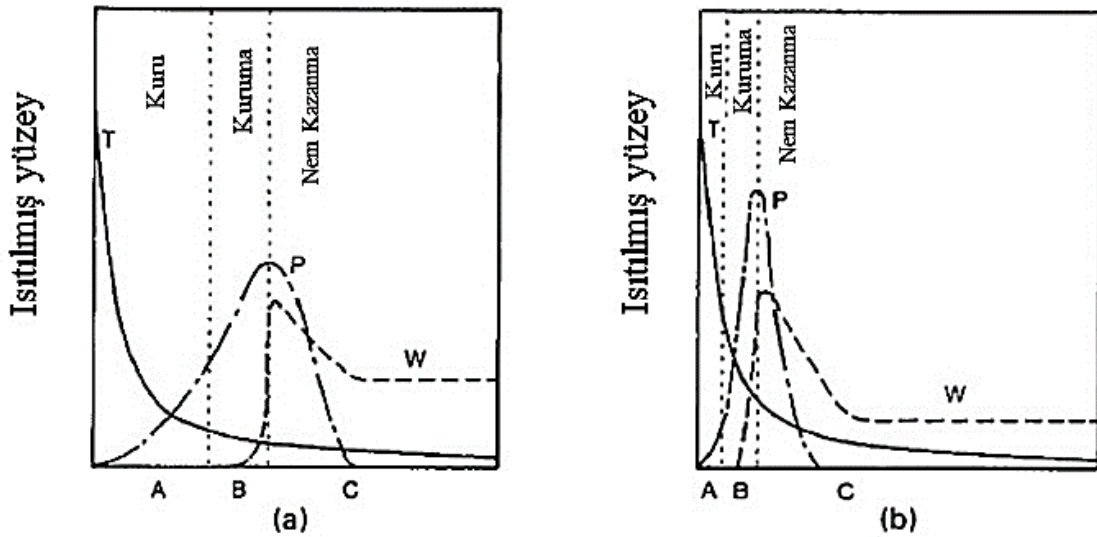 Isıtılmış yüzey
Kuru
Kuruma
Nem Kazanma
T
P
W
A
B
C
(a)
Isıtılmış yüzey
Kuru
Kuruma
Nem Kazanma
T
P
W
A
B
C
(b)